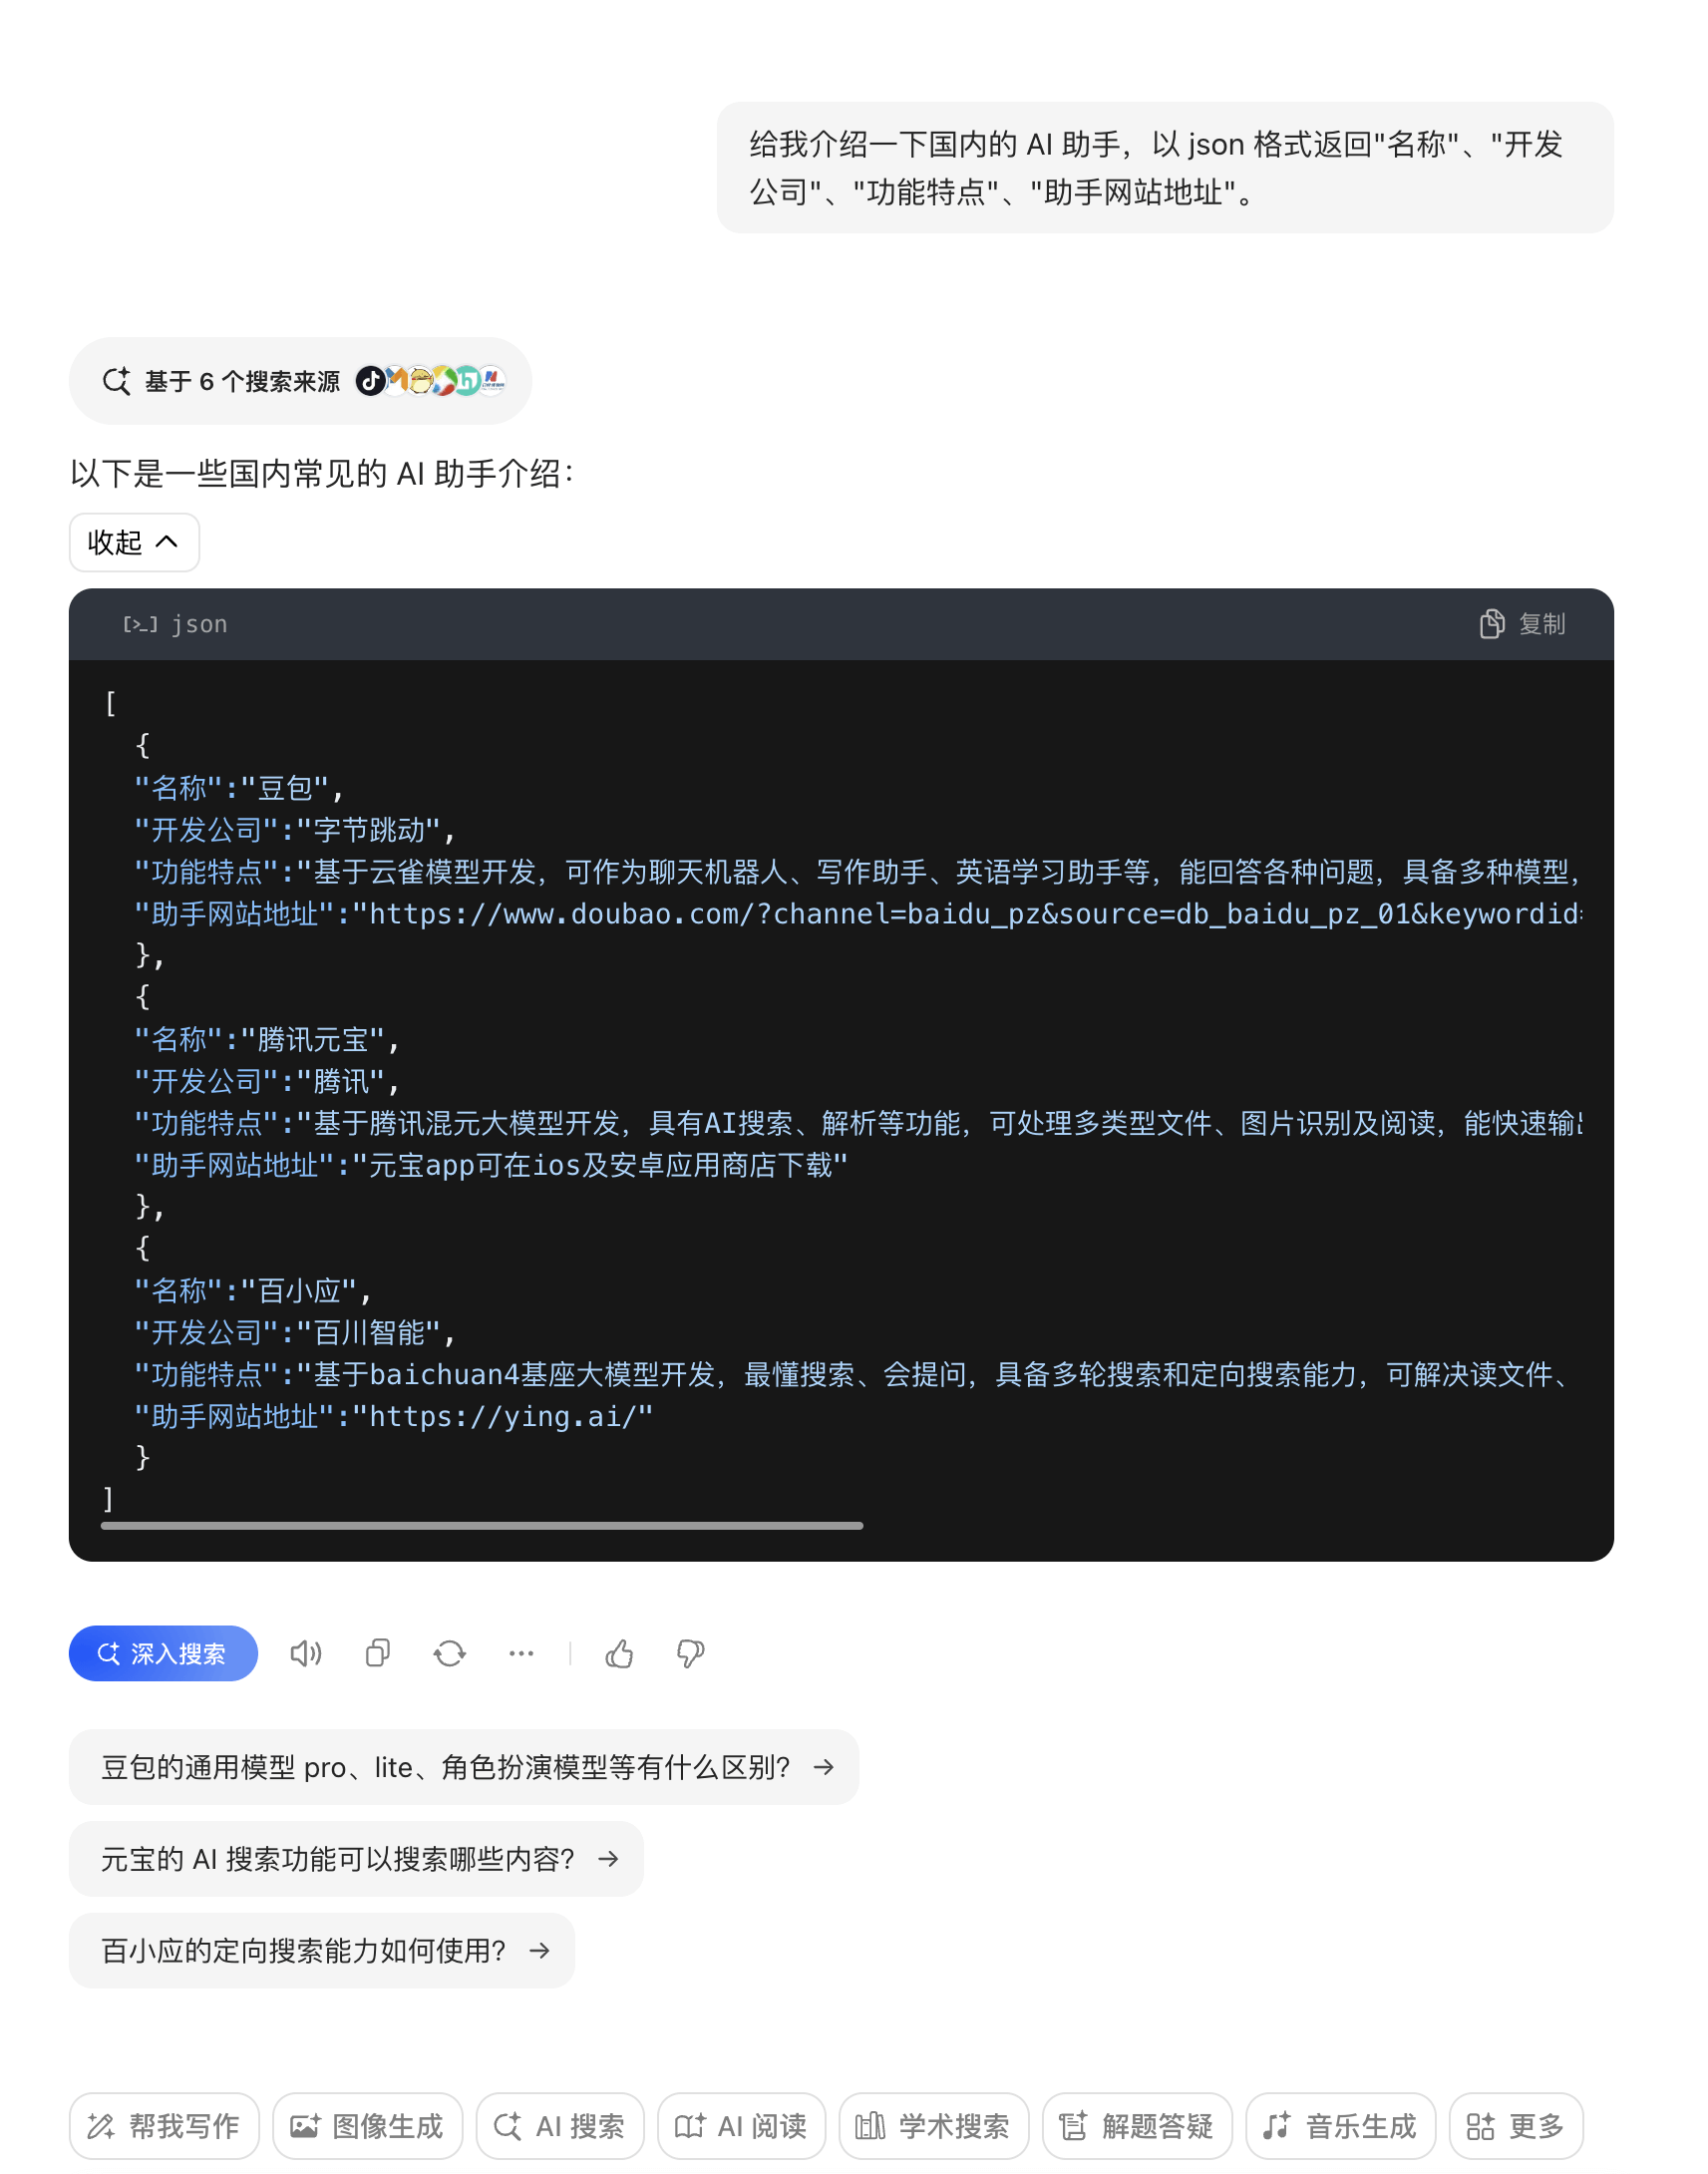 给我介绍一下国内的 AI 助手，以 json 格式返回"名称"、"开发
公司"、"功能特点"、"助手网站地址"。
基于 6 个搜索来源
以下是一些国内常见的 AI 助手介绍：
收起
json 复制
[
{
"名称":"豆包",
"开发公司":"字节跳动",
"功能特点":"基于云雀模型开发，可作为聊天机器人、写作助手、英语学习助手等，能回答各种问题，具备多种模型，
"助手网站地址":"https://www.doubao.com/?channel=baidu_pz&source=db_baidu_pz_01&keywordid=
},
{
"名称":"腾讯元宝",
"开发公司":"腾讯",
"功能特点":"基于腾讯混元大模型开发，具有AI搜索、解析等功能，可处理多类型文件、图片识别及阅读，能快速输出
"助手网站地址":"元宝app可在ios及安卓应用商店下载"
},
{
"名称":"百小应",
"开发公司":"百川智能",
"功能特点":"基于baichuan4基座大模型开发，最懂搜索、会提问，具备多轮搜索和定向搜索能力，可解决读文件、
"助手网站地址":"https://ying.ai/"
}
]
深入搜索
豆包的通用模型 pro、lite、角色扮演模型等有什么区别? →
元宝的 AI 搜索功能可以搜索哪些内容? →
百小应的定向搜索能力如何使用? →
帮我写作 图像生成 AI 搜索 AI 阅读 学术搜索 解题答疑 音乐生成 更多